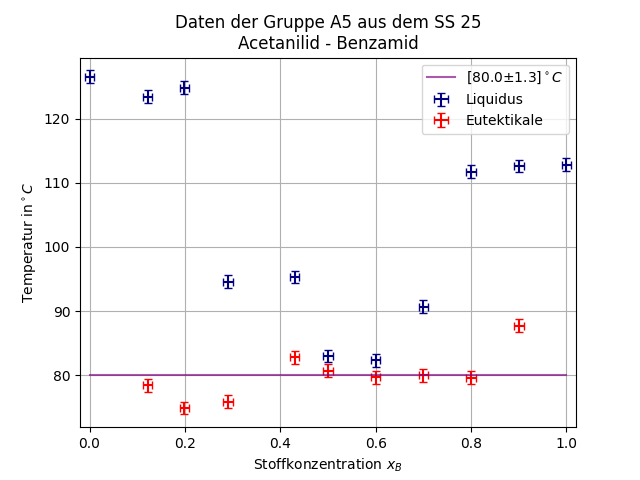 Daten der Gruppe A5 aus dem SS 25
Acetanilid - Benzamid
[80.0±1.3]°C
Liquidus
Eutektikale
Temperatur in °C
120
110
100
90
80
0.0 0.2 0.4 0.6 0.8 1.0
Stoffkonzentration x_B